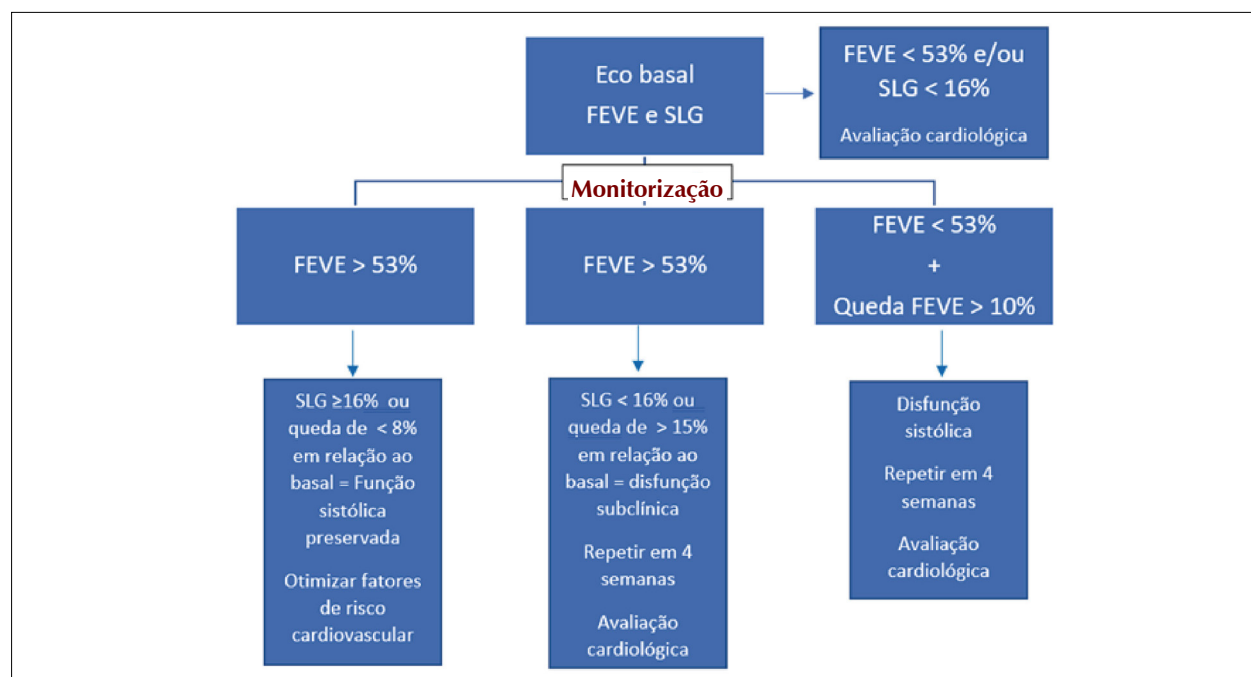 Eco basal
FEVE e SLG
FEVE < 53% e/ou
SLG < 16%
Avaliação cardiológica
Monitorização
FEVE > 53%
FEVE > 53%
FEVE < 53%
+
Queda FEVE > 10%
SLG ≥16% ou
queda de < 8%
em relação ao
basal = Função
sistólica
preservada
Otimizar fatores
de risco
cardiovascular
SLG < 16% ou
queda de > 15%
em relação ao
basal = disfunção
subclínica
Repetir em 4
semanas
Avaliação
cardiológica
Disfunção
sistólica
Repetir em 4
semanas
Avaliação
cardiológica